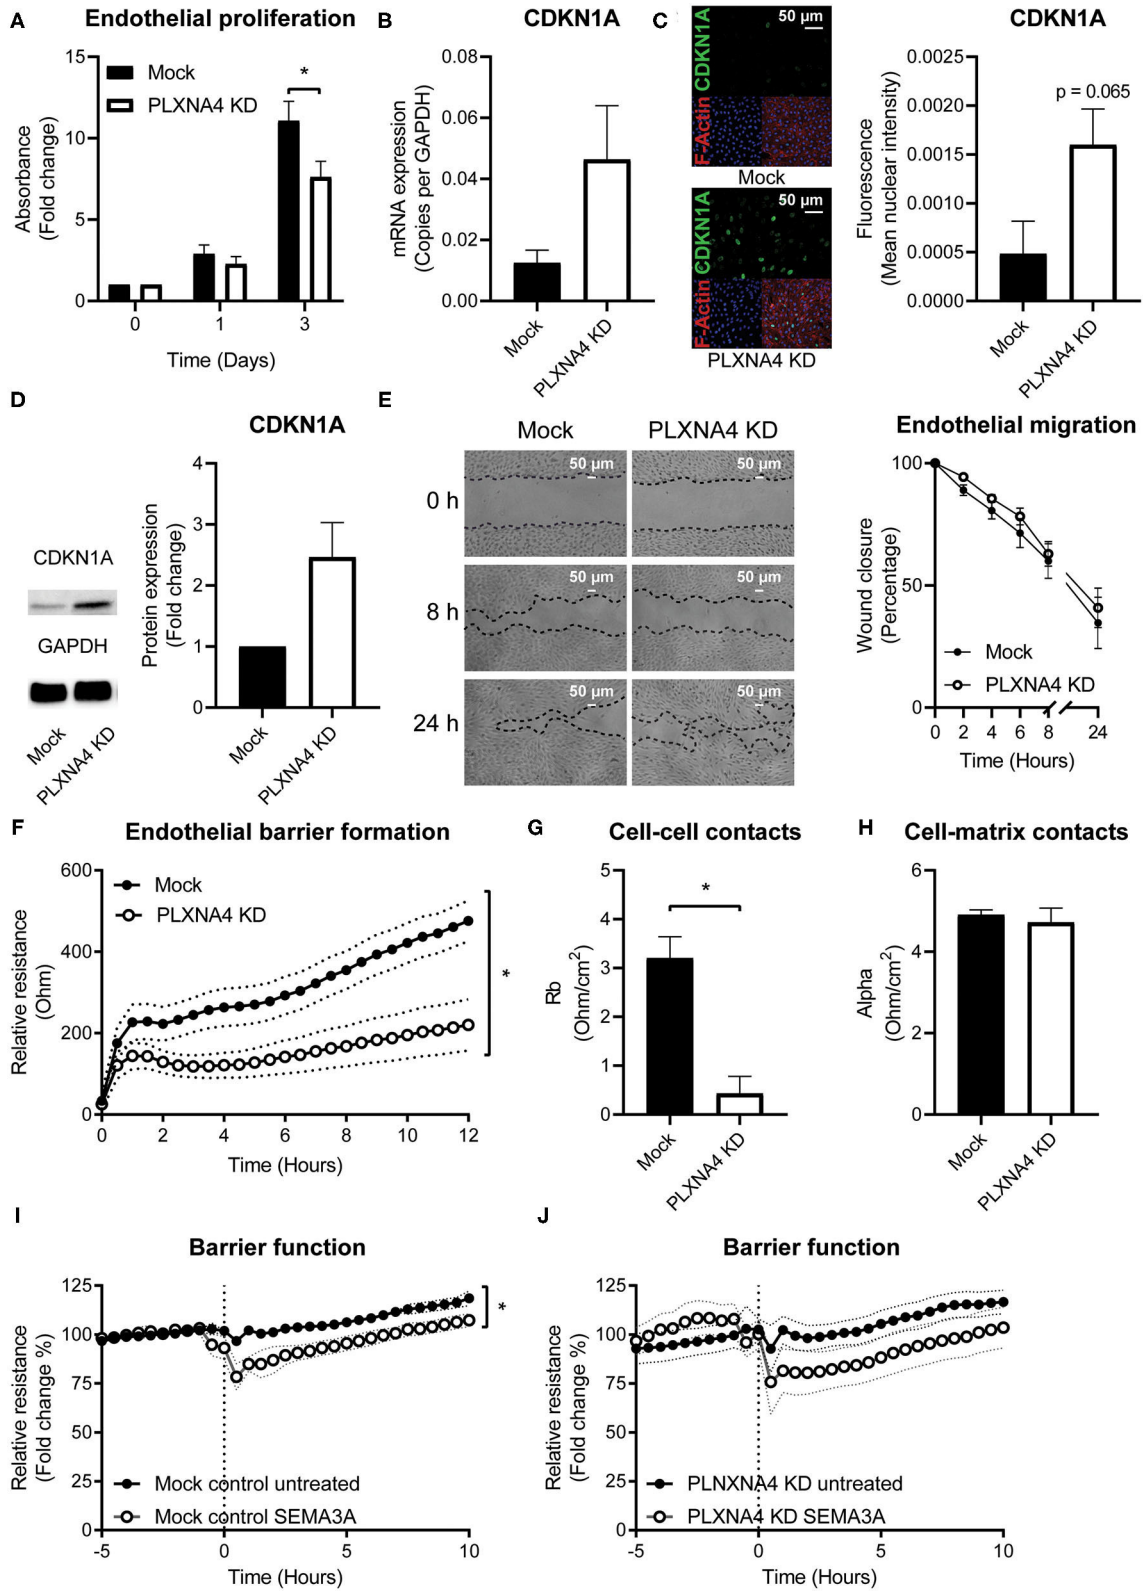 A
Endothelial proliferation
15
10
5
0
Absorbance
(Fold change)
Mock
PLXNA4 KD
*
0 1 3
Time (Days)
B
CDKN1A
0.08
0.06
0.04
0.02
0.00
mRNA expression
(Copies per GAPDH)
Mock
PLXNA4 KD
C
F-Actin CDKN1A
50 µm
Mock
F-Actin CDKN1A
50 µm
PLXNA4 KD
CDKN1A
0.0025
0.0020
0.0015
0.0010
0.0005
0.0000
Fluorescence
(Mean nuclear intensity)
p = 0.065
Mock
PLXNA4 KD
D
CDKN1A
GAPDH
Mock
PLXNA4 KD
CDKN1A
4
3
2
1
0
Protein expression
(Fold change)
Mock
PLXNA4 KD
E
Mock PLXNA4 KD
0 h
50 µm 50 µm
8 h
50 µm 50 µm
24 h
50 µm 50 µm
Endothelial migration
100
50
0
Wound closure
(Percentage)
Mock
PLXNA4 KD
0 2 4 6 8 24
Time (Hours)
F
Endothelial barrier formation
600
400
200
0
Relative resistance
(Ohm)
Mock
PLXNA4 KD
*
0 2 4 6 8 10 12
Time (Hours)
G
Cell-cell contacts
5
4
3
2
1
0
Rb
(Ohm/cm2)
*
Mock
PLXNA4 KD
H
Cell-matrix contacts
6
4
2
0
Alpha
(Ohm/cm2)
Mock
PLXNA4 KD
I
Barrier function
125
100
75
50
25
0
Relative resistance
(Fold change %)
*
Mock control untreated
Mock control SEMA3A
-5 0 5 10
Time (Hours)
J
Barrier function
125
100
75
50
25
0
Relative resistance
(Fold change %)
PLNXNA4 KD untreated
PLXNA4 KD SEMA3A
-5 0 5 10
Time (Hours)